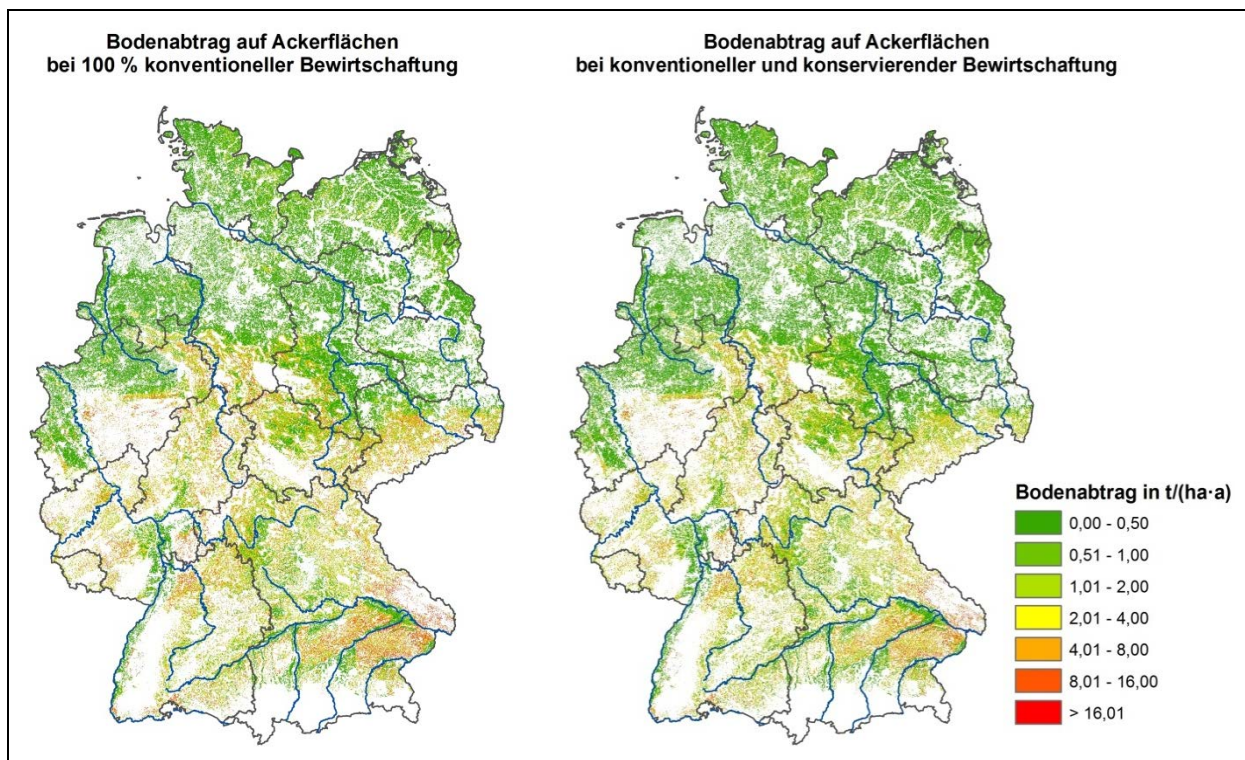 Bodenabtrag auf Ackerflächen
bei 100 % konventioneller Bewirtschaftung
Bodenabtrag auf Ackerflächen
bei konventioneller und konservierender Bewirtschaftung
Bodenabtrag in t/(ha·a)
0,00 - 0,50
0,51 - 1,00
1,01 - 2,00
2,01 - 4,00
4,01 - 8,00
8,01 - 16,00
> 16,01